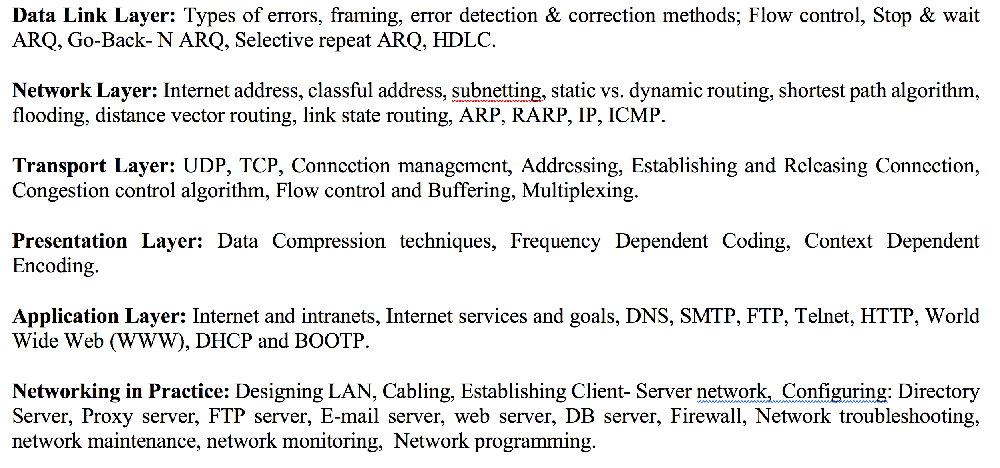 Data Link Layer: Types of errors, framing, error detection & correction methods; Flow control, Stop & wait
ARQ, Go-Back- N ARQ, Selective repeat ARQ, HDLC.
Network Layer: Internet address, classful address, subnetting, static vs. dynamic routing, shortest path algorithm,
flooding, distance vector routing, link state routing, ARP, RARP, IP, ICMP.
Transport Layer: UDP, TCP, Connection management, Addressing, Establishing and Releasing Connection,
Congestion control algorithm, Flow control and Buffering, Multiplexing.
Presentation Layer: Data Compression techniques, Frequency Dependent Coding, Context Dependent
Encoding.
Application Layer: Internet and intranets, Internet services and goals, DNS, SMTP, FTP, Telnet, HTTP, World
Wide Web (WWW), DHCP and BOOTP.
Networking in Practice: Designing LAN, Cabling, Establishing Client- Server network,  Configuring: Directory
Server, Proxy server, FTP server, E-mail server, web server, DB server, Firewall, Network troubleshooting,
network maintenance, network monitoring,  Network programming.